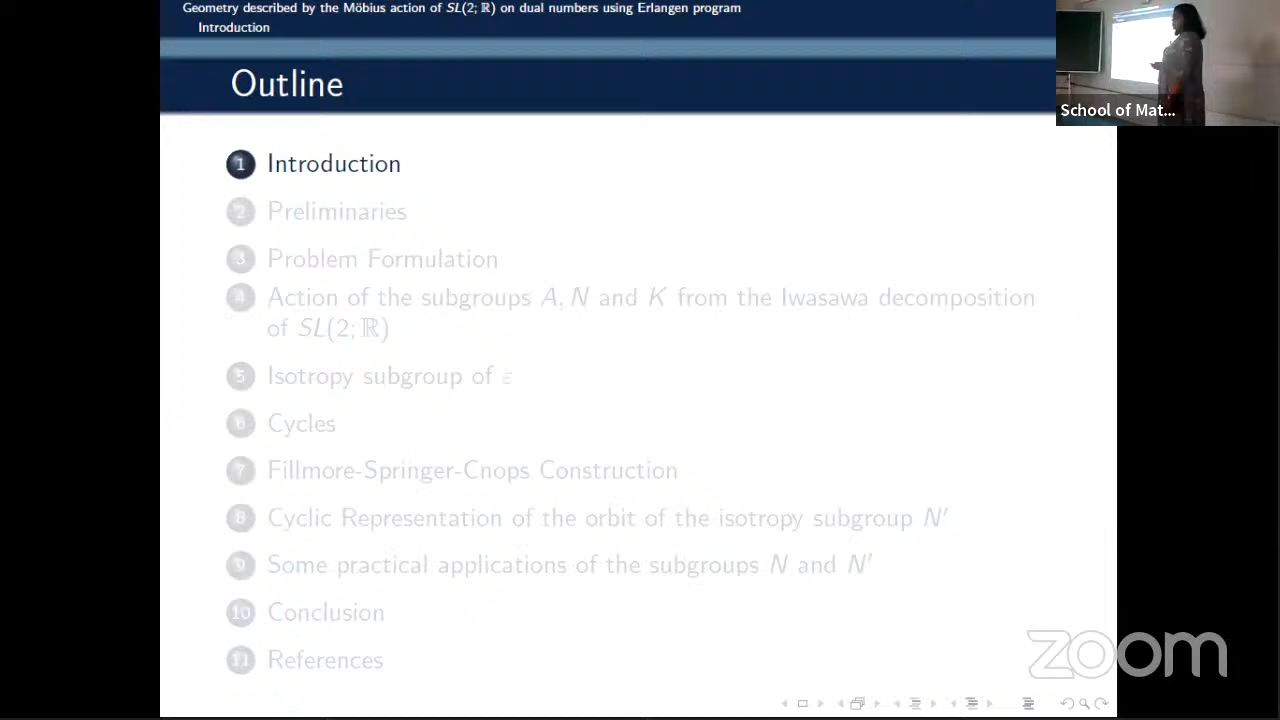 Geometry described by the Möbius action of SL(2; ℝ) on dual numbers using Erlangen program
Introduction
Outline
1 Introduction
2 Preliminaries
3 Problem Formulation
4 Action of the subgroups A, N and K from the Iwasawa decomposition
of SL(2; ℝ)
5 Isotropy subgroup of ε
6 Cycles
7 Fillmore-Springer-Cnops Construction
8 Cyclic Representation of the orbit of the isotropy subgroup N′
9 Some practical applications of the subgroups N and N′
10 Conclusion
11 References
School of Mat...
zoom